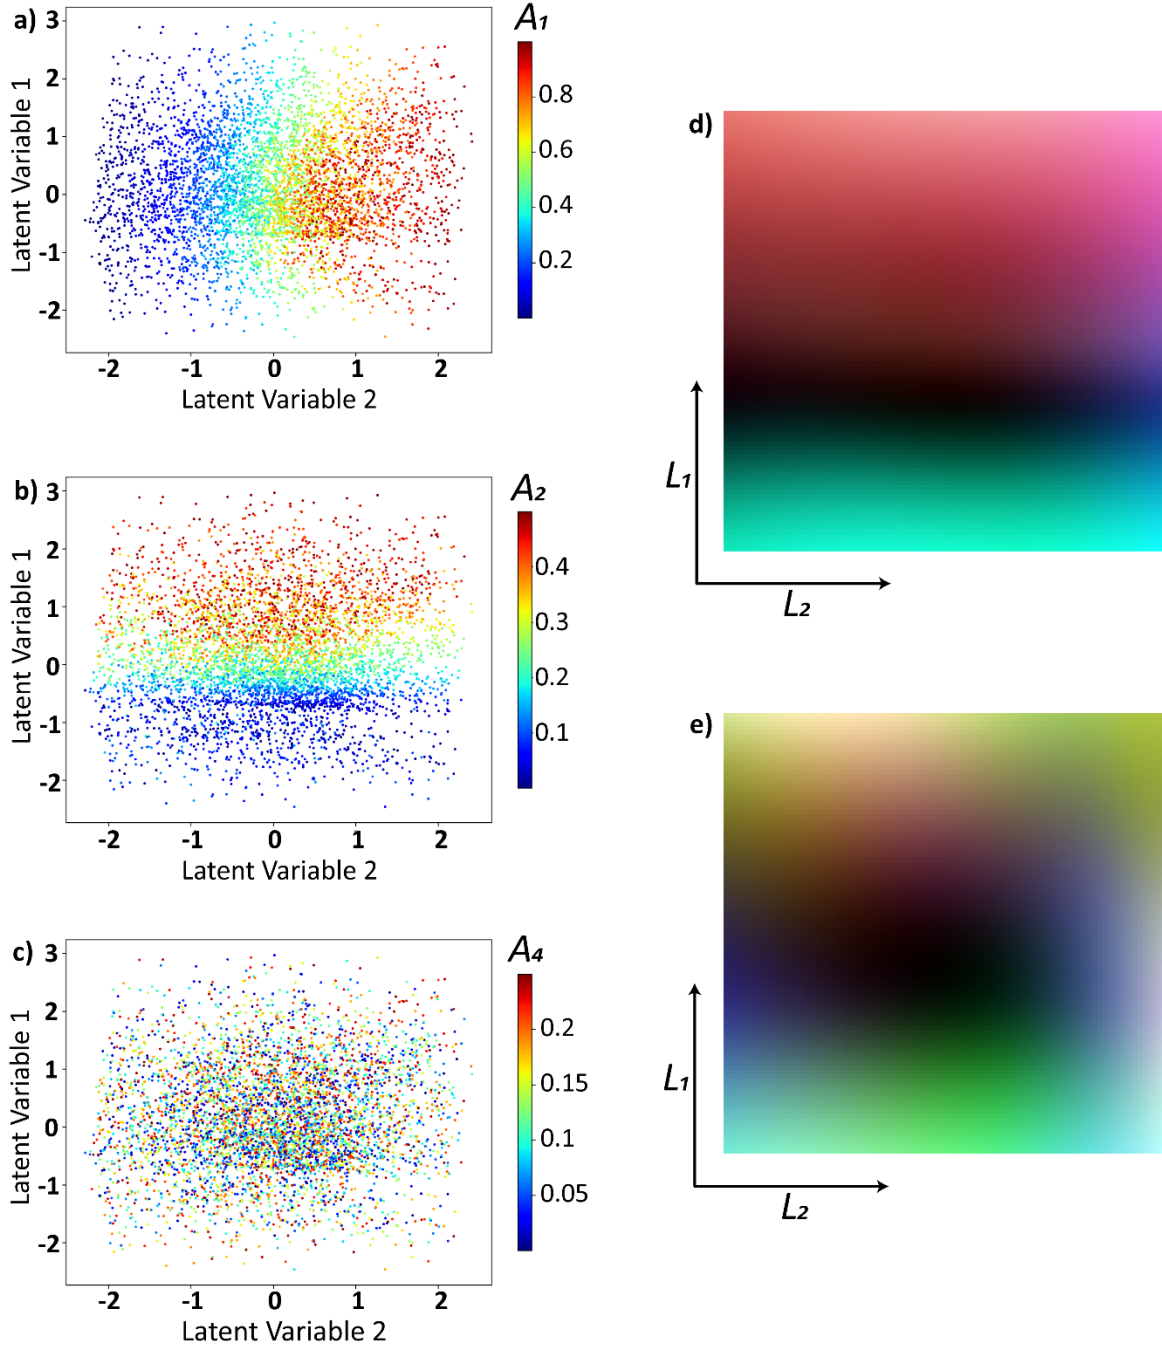 a)
A1
3
2
1
0
-1
-2
Latent Variable 1
-2 -1 0 1 2
Latent Variable 2
0.8
0.6
0.4
0.2
b)
A2
3
2
1
0
-1
-2
Latent Variable 1
-2 -1 0 1 2
Latent Variable 2
0.4
0.3
0.2
0.1
c)
A4
3
2
1
0
-1
-2
Latent Variable 1
-2 -1 0 1 2
Latent Variable 2
0.2
0.15
0.1
0.05
d)
L1
L2
e)
L1
L2